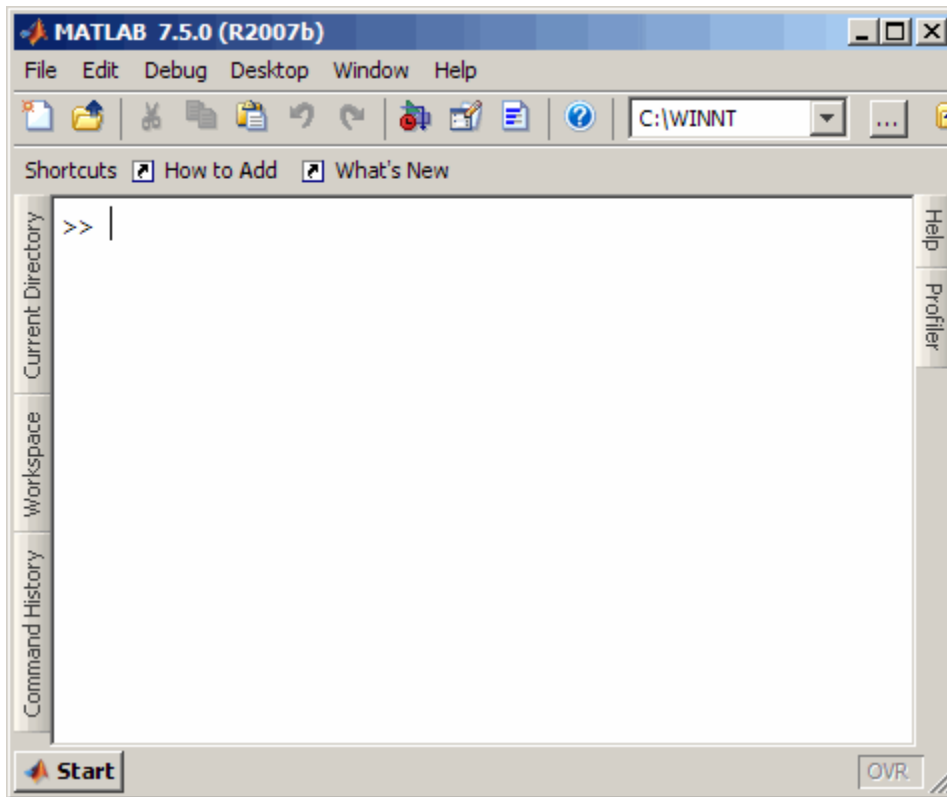 MATLAB 7.5.0 (R2007b)
File Edit Debug Desktop Window Help
C:\WINNT ...
Shortcuts How to Add What's New
>>
Current Directory
Workspace
Command History
Help
Profiler
Start
OVR